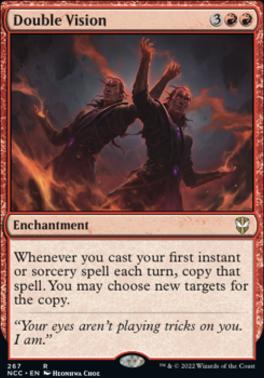 Double Vision 3
Enchantment
Whenever you cast your first instant
or sorcery spell each turn, copy that
spell. You may choose new targets for
the copy.
"Your eyes aren't playing tricks on you.
I am."
267 R
NCC • EN HEONHWA CHOE
™ & © 2022 Wizards of the Coast